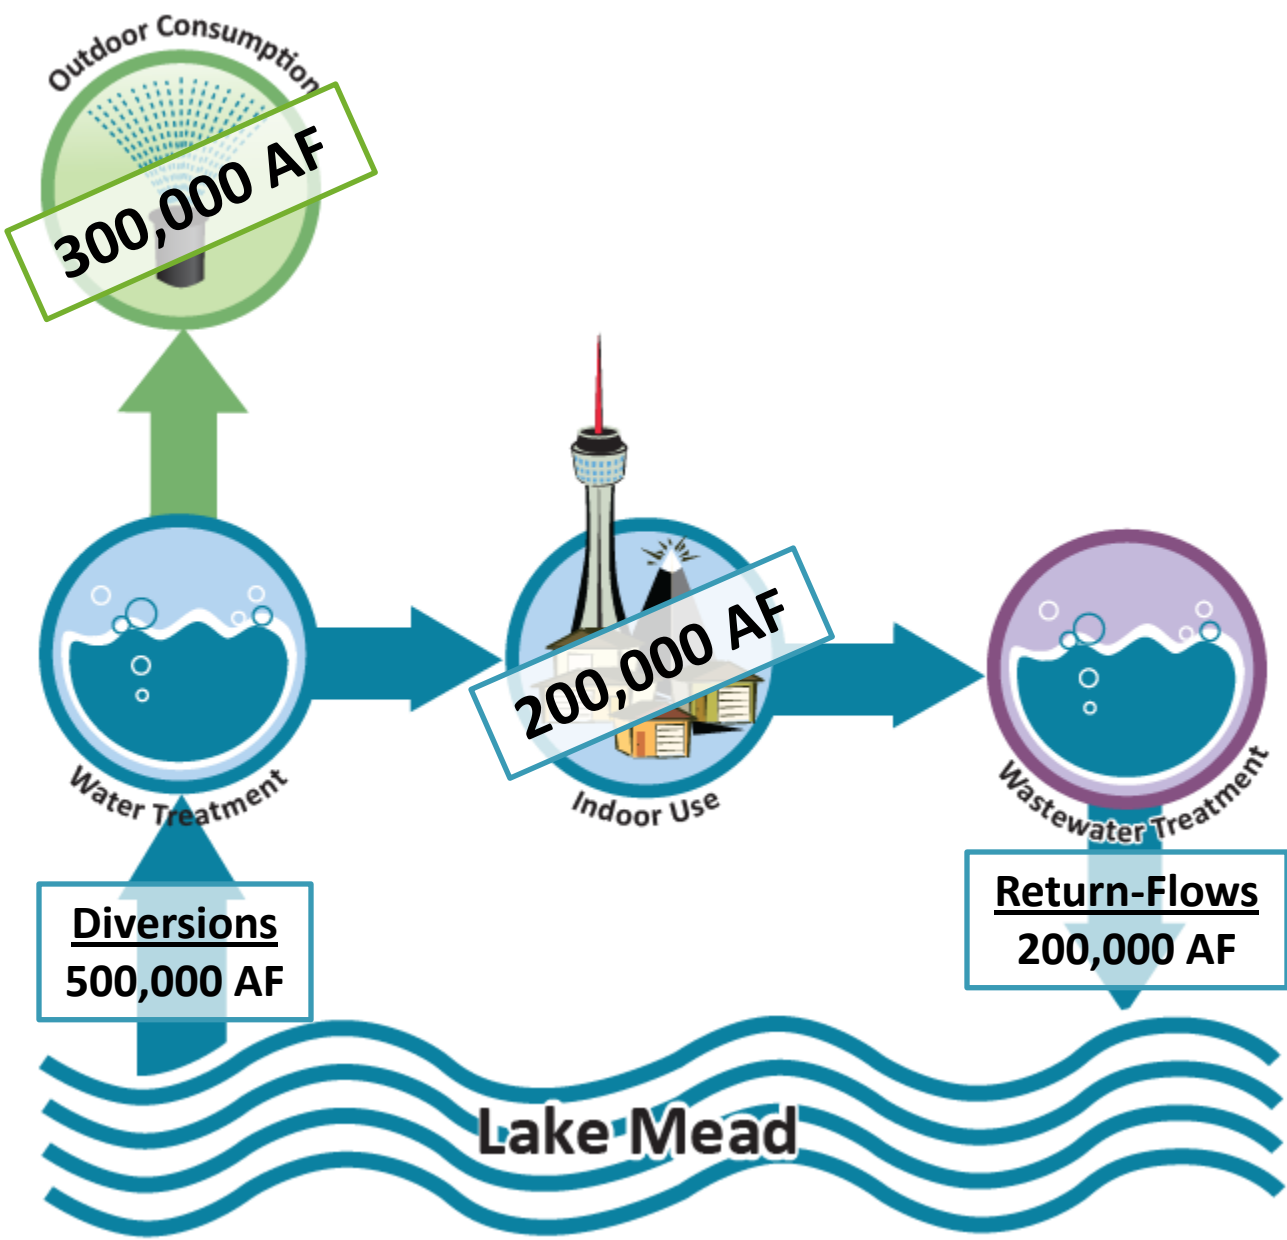 Outdoor Consumption
300,000 AF
200,000 AF
Water Treatment
Indoor Use
Wastewater Treatment
Diversions
500,000 AF
Return-Flows
200,000 AF
Lake Mead